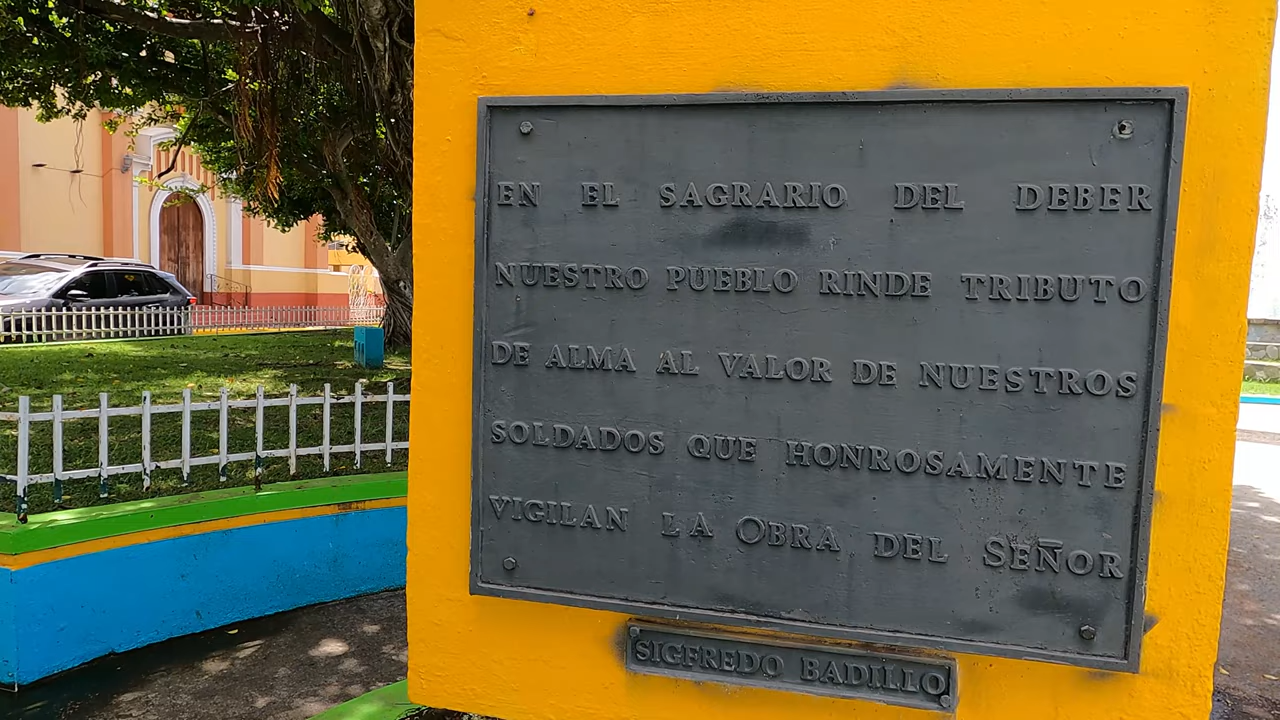 EN EL SAGRARIO DEL DEBER
NUESTRO PUEBLO RINDE TRIBUTO
DE ALMA AL VALOR DE NUESTROS
SOLDADOS QUE HONROSAMENTE
VIGILAN LA OBRA DEL SEÑOR
SIGFREDO BADILLO